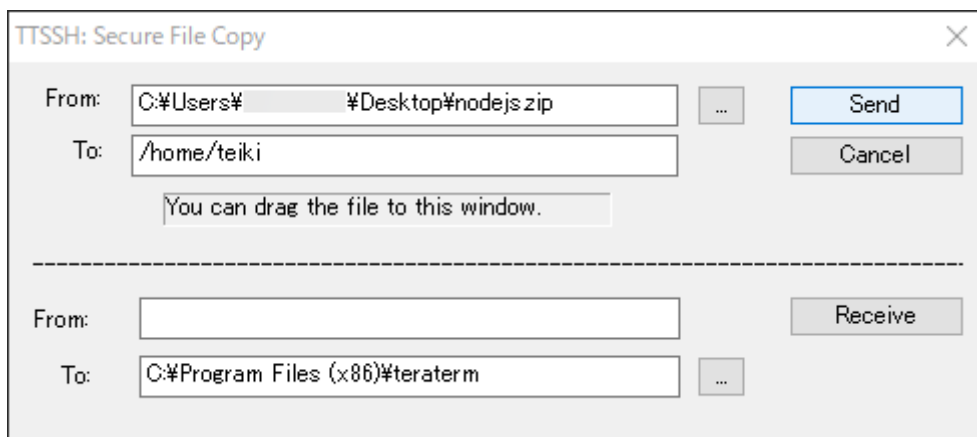 TTSSH: Secure File Copy
From: C:¥Users¥ ¥Desktop¥nodejs.zip ... Send
To: /home/teiki Cancel
You can drag the file to this window.
From: Receive
To: C:¥Program Files (x86)¥teraterm ...